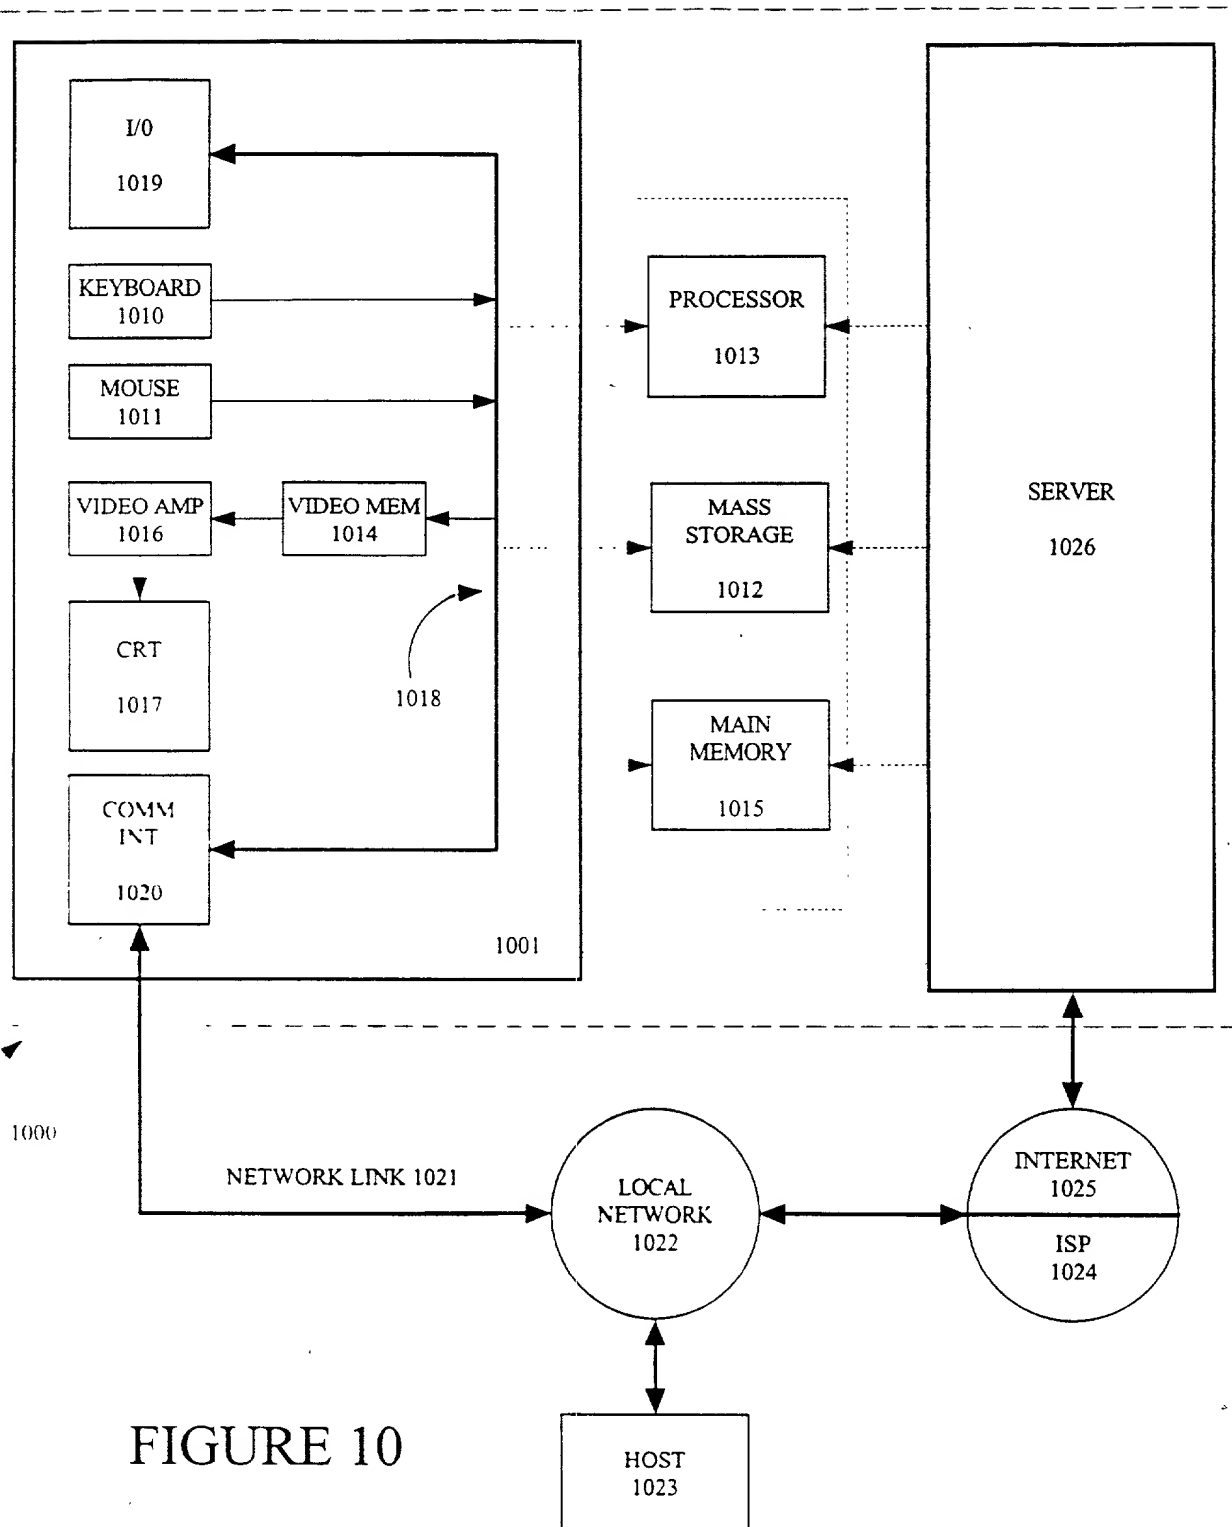 I/0
1019
KEYBOARD
1010
MOUSE
1011
VIDEO AMP
1016
VIDEO MEM
1014
CRT
1017
1018
COMM
INT
1020
1001
PROCESSOR
1013
MASS
STORAGE
1012
MAIN
MEMORY
1015
SERVER
1026
1000
NETWORK LINK 1021
LOCAL
NETWORK
1022
INTERNET
1025
ISP
1024
HOST
1023
FIGURE 10